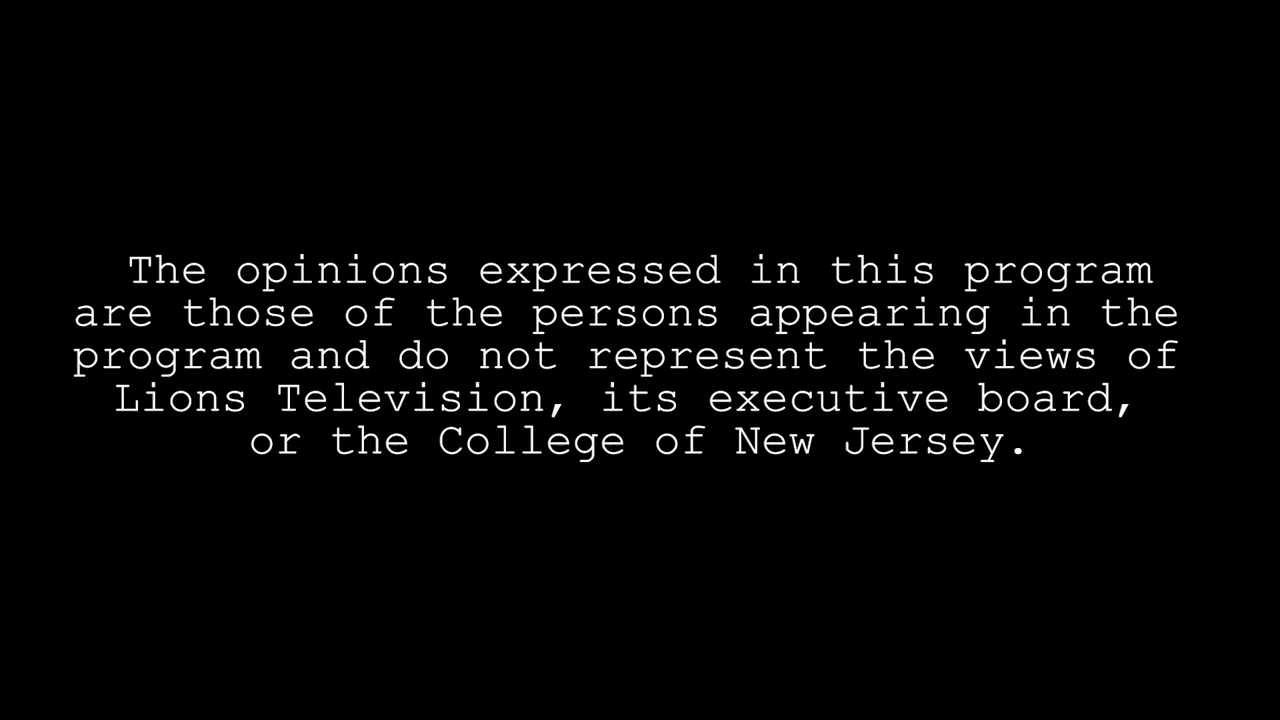 The opinions expressed in this program
are those of the persons appearing in the
program and do not represent the views of
Lions Television, its executive board,
or the College of New Jersey.